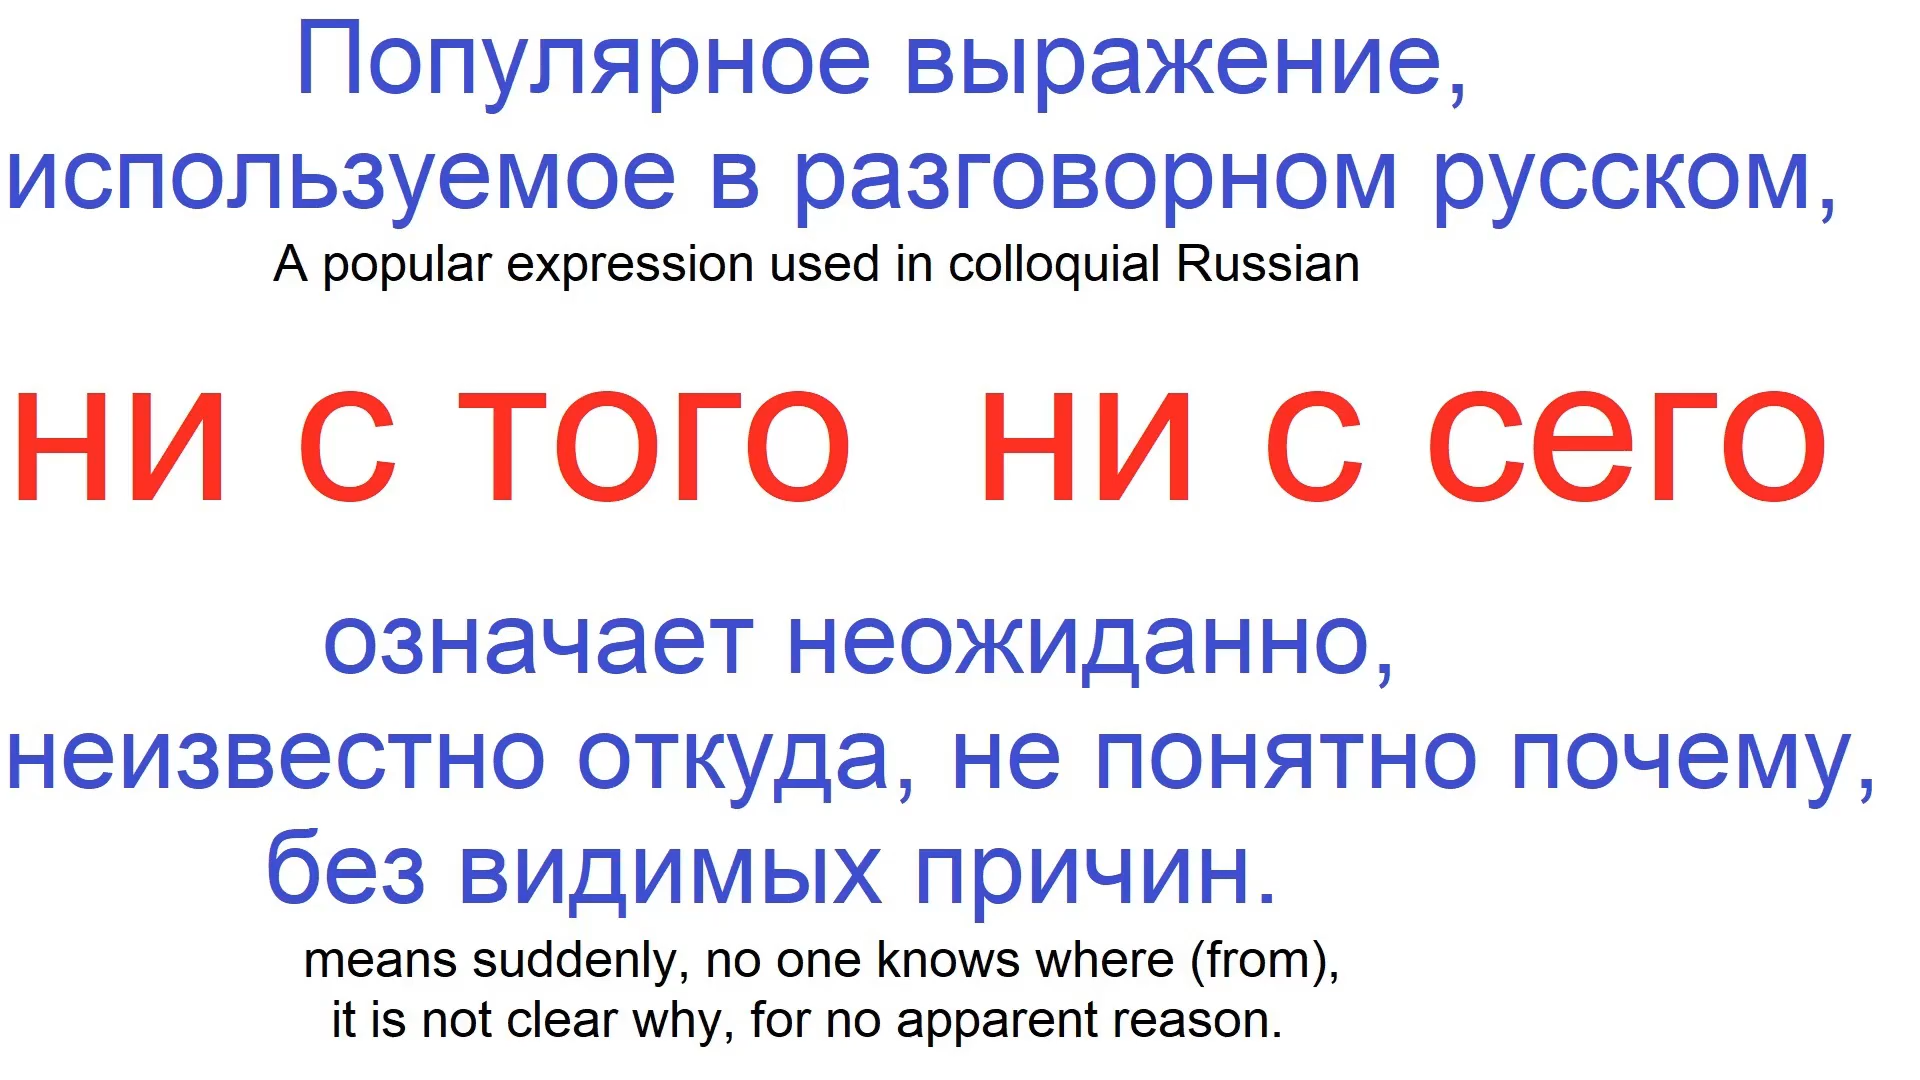 Популярное выражение,
используемое в разговорном русском,
A popular expression used in colloquial Russian
ни с того ни с сего
означает неожиданно,
неизвестно откуда, не понятно почему,
без видимых причин.
means suddenly, no one knows where (from),
it is not clear why, for no apparent reason.